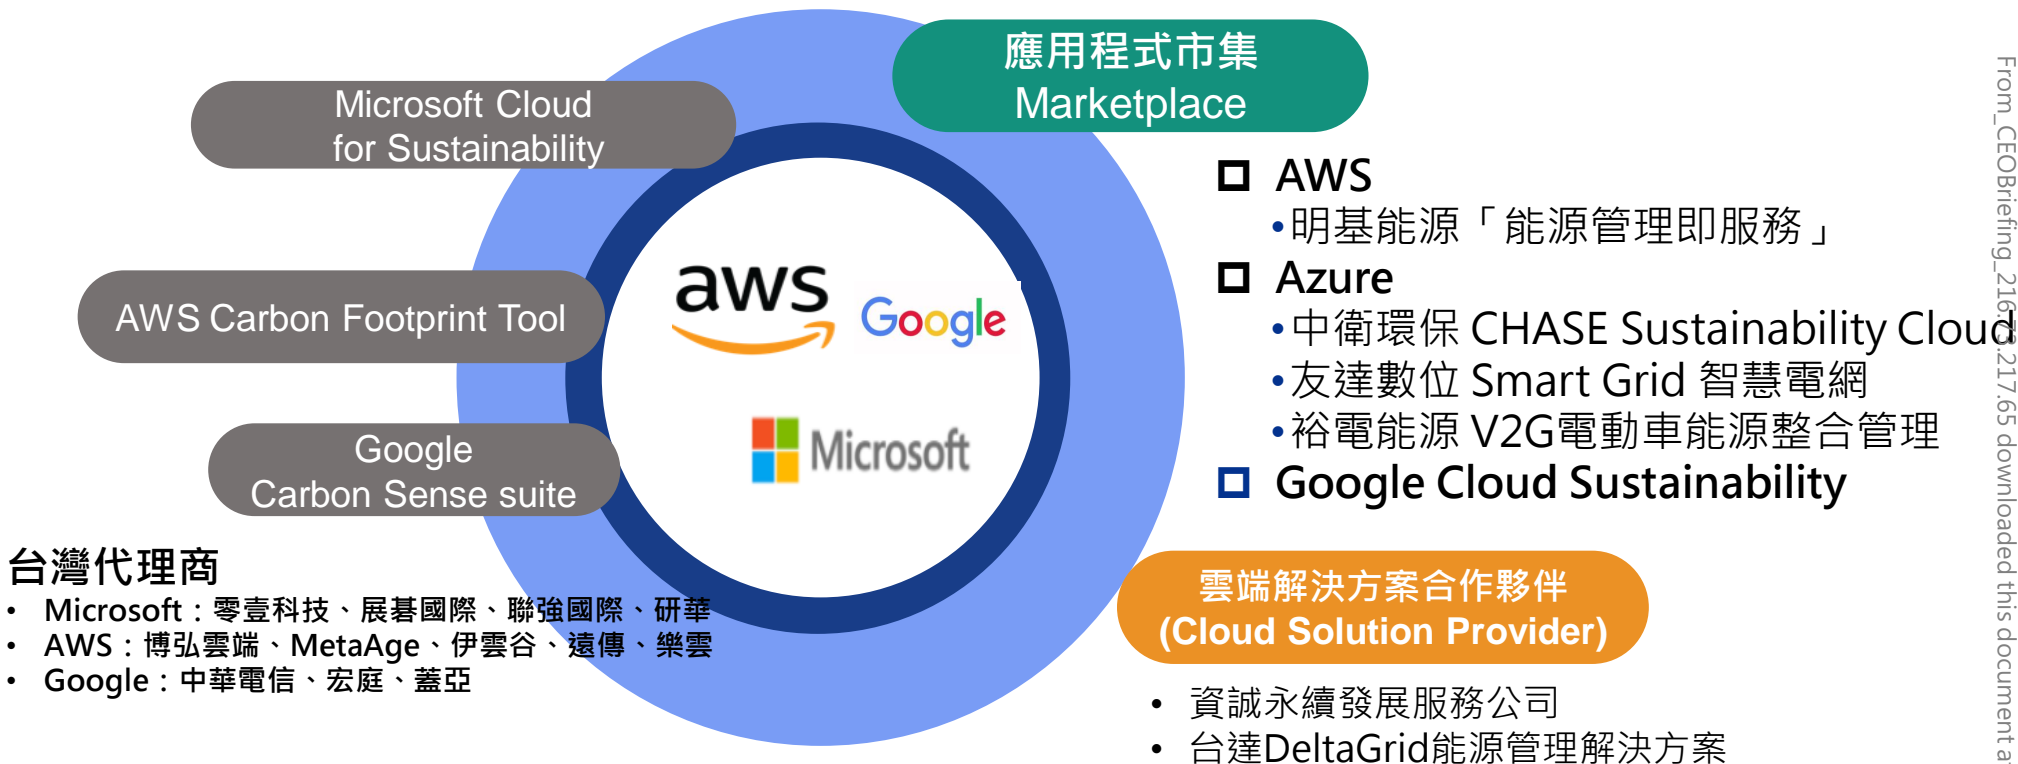 應用程式市集
Marketplace
Microsoft Cloud
for Sustainability
AWS Carbon Footprint Tool
Google
Carbon Sense suite
aws
Google
Microsoft
AWS
•明基能源「能源管理即服務」
Azure
•中衛環保 CHASE Sustainability Cloud
•友達數位 Smart Grid 智慧電網
•裕電能源 V2G電動車能源整合管理
Google Cloud Sustainability
台灣代理商
• Microsoft：零壹科技、展碁國際、聯強國際、研華
• AWS：博弘雲端、MetaAge、伊雲谷、遠傳、樂雲
• Google：中華電信、宏庭、蓋亞
雲端解決方案合作夥伴
(Cloud Solution Provider)
• 資誠永續發展服務公司
• 台達DeltaGrid能源管理解決方案
From_CEOBriefing_216.73.217.65 downloaded this document a